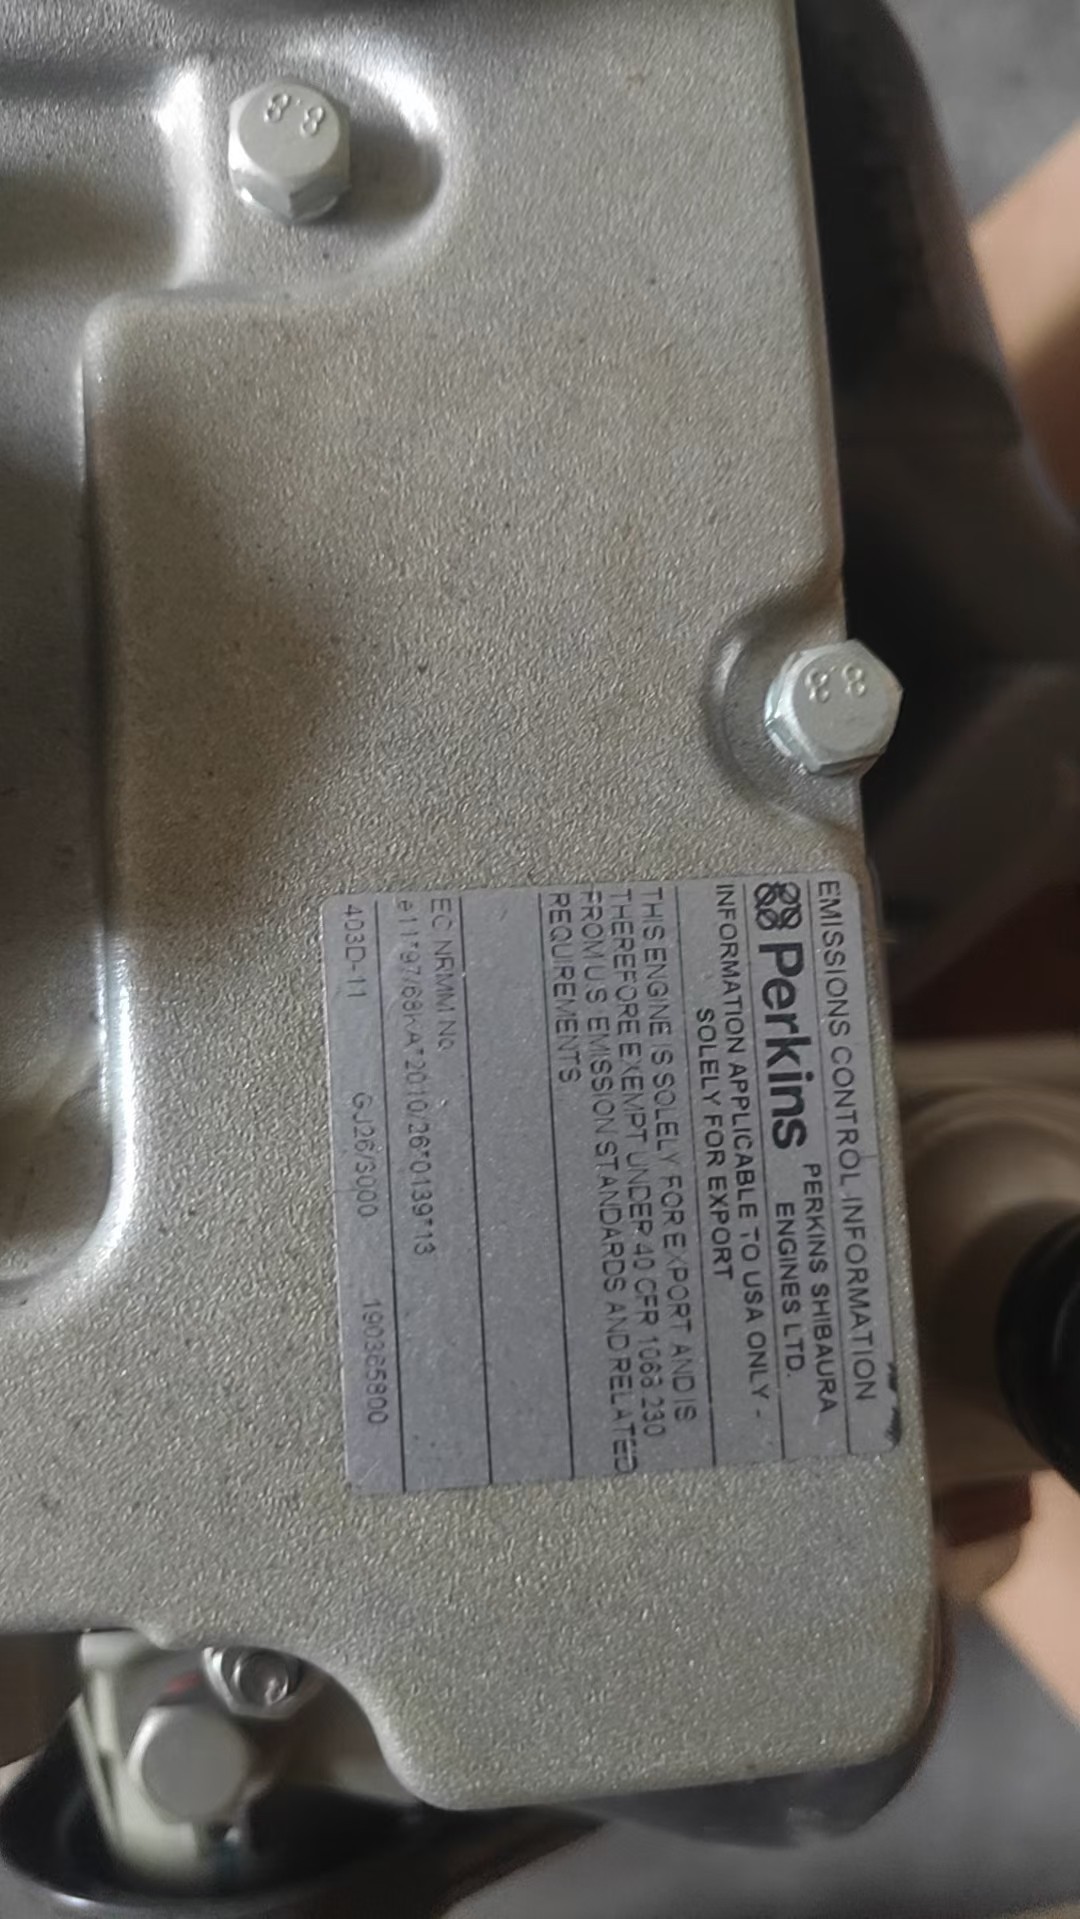 EMISSIONS CONTROL INFORMATION
Perkins PERKINS SHIBAURA
ENGINES LTD.
INFORMATION APPLICABLE TO USA ONLY -
SOLELY FOR EXPORT
THIS ENGINE IS SOLELY FOR EXPORT AND IS
THEREFORE EXEMPT UNDER 40 CFR 1068 230
FROM US EMISSION STANDARDS AND RELATED
REQUIREMENTS
EC NRMM No
e11*97/68KA*2010/26*0139*13
403D-11 GJ26/3000 190365800
8.8
8 8